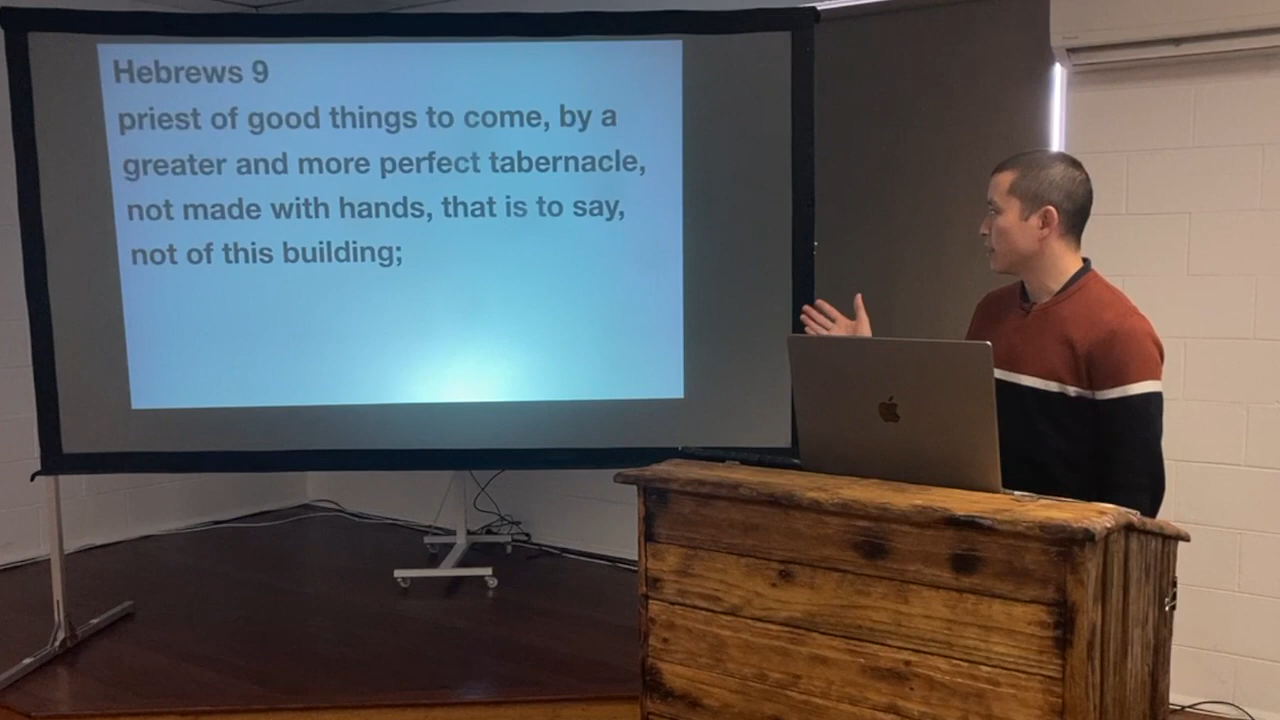 Hebrews 9
priest of good things to come, by a
greater and more perfect tabernacle,
not made with hands, that is to say,
not of this building;